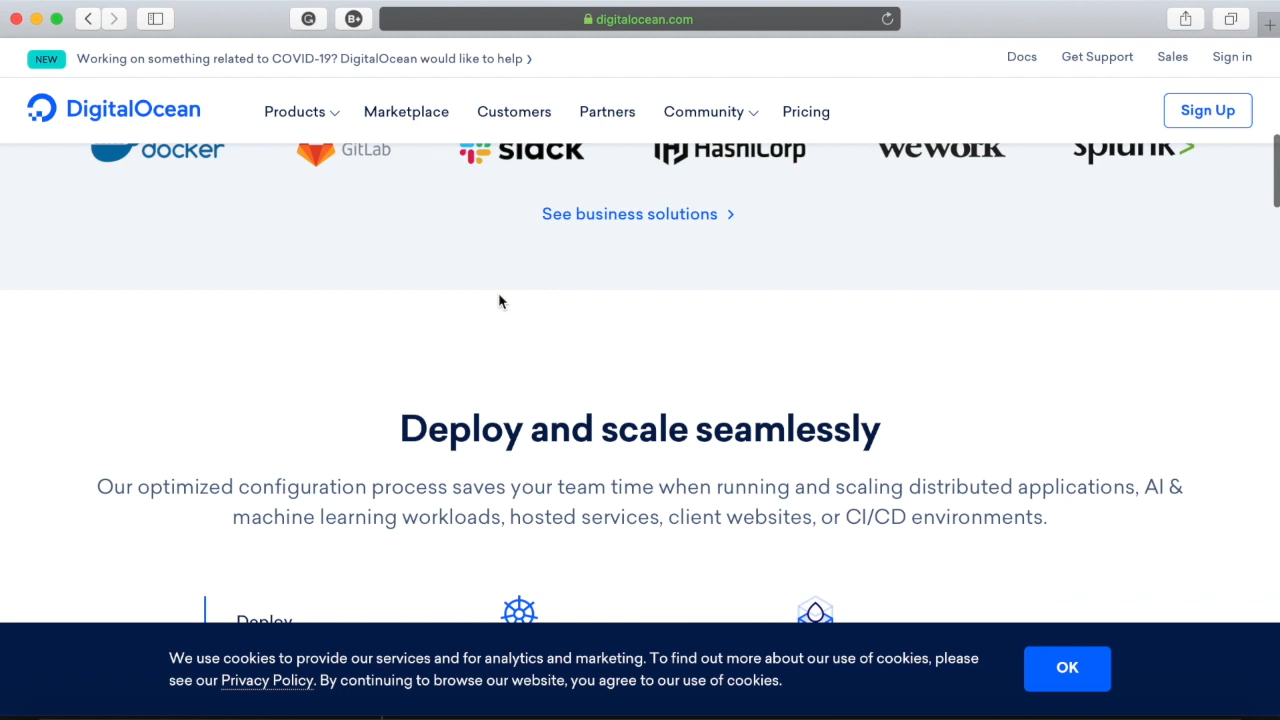 digitalocean.com
NEW Working on something related to COVID-19? DigitalOcean would like to help ›
Docs Get Support Sales Sign in
DigitalOcean Products Marketplace Customers Partners Community Pricing Sign Up
docker GitLab slack HashiCorp wework splunk>
See business solutions >
Deploy and scale seamlessly
Our optimized configuration process saves your team time when running and scaling distributed applications, AI &
machine learning workloads, hosted services, client websites, or CI/CD environments.
Deploy
We use cookies to provide our services and for analytics and marketing. To find out more about our use of cookies, please
see our Privacy Policy. By continuing to browse our website, you agree to our use of cookies.
OK